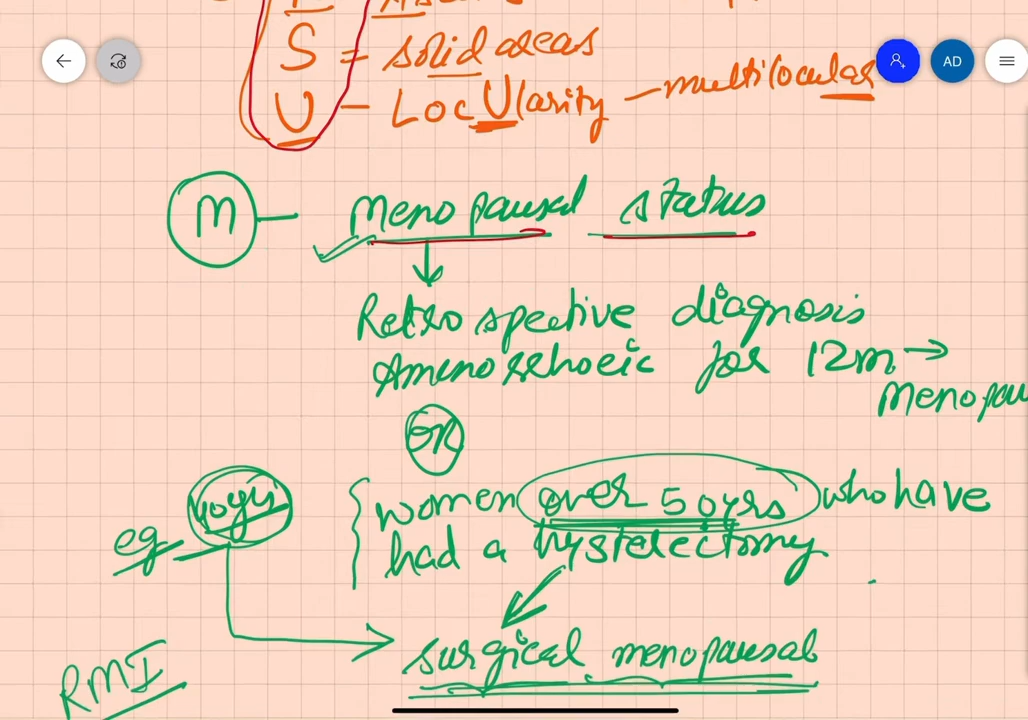 S = solid areas
U - LocUlarity - multilocular
AD
M - Menopausal status
Retrospective diagnosis
Amenorrhoeic for 12m →
Menopau
OR
eg 40yrs
women over 50yrs who have
had a hysterectomy
surgical menopausal
RMI